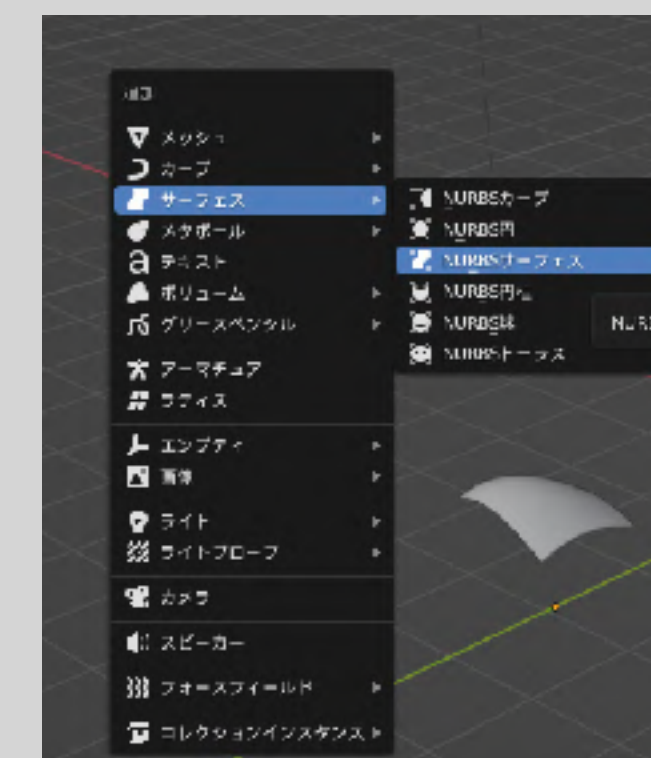 追加
メッシュ
カーブ
サーフェス
メタボール
テキスト
ボリューム
グリースペンシル
アーマチュア
ラティス
エンプティ
画像
ライト
ライトプローブ
カメラ
スピーカー
フォースフィールド
コレクションインスタンス
NURBSカーブ
NURBS円
NURBSサーフェス
NURBS円柱
NURBS球
NURBSトーラス
NURBS